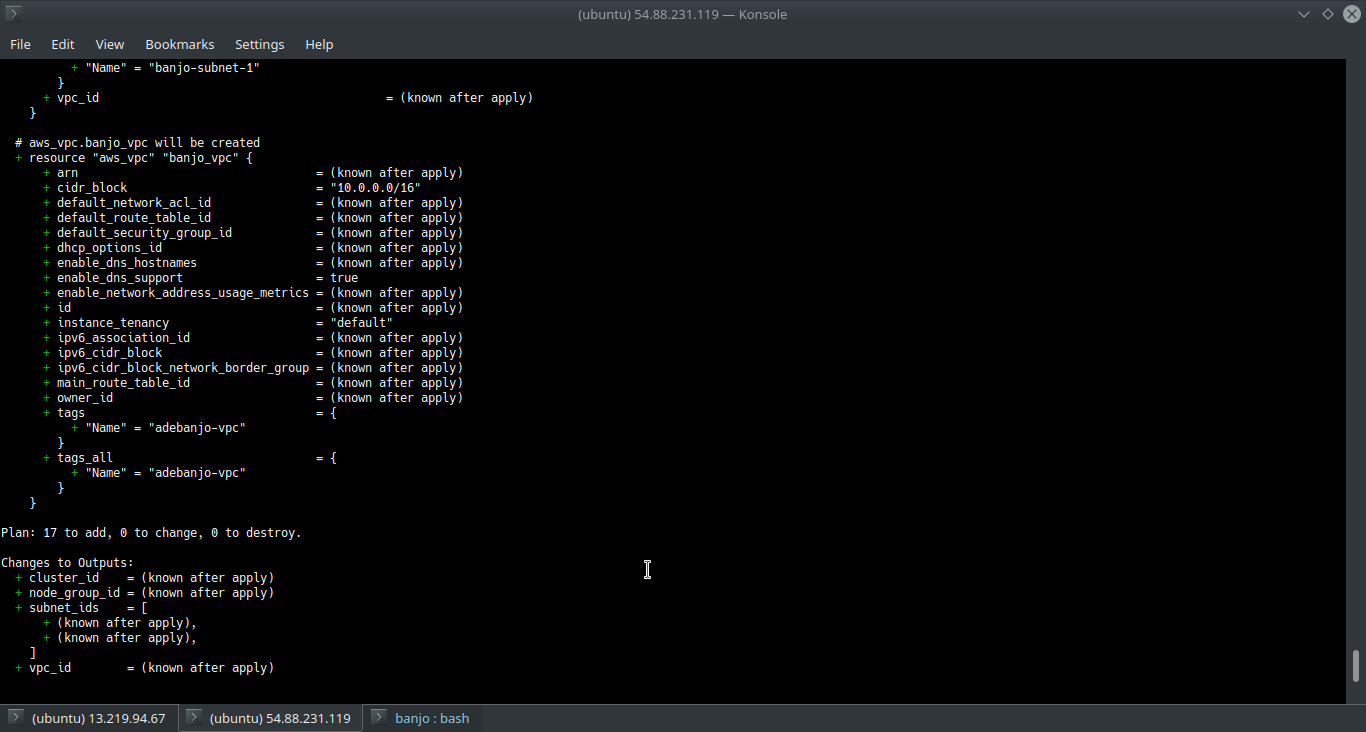 (ubuntu) 54.88.231.119 — Konsole
File Edit View Bookmarks Settings Help
          + "Name" = "banjo-subnet-1"
        }
      + vpc_id                                         = (known after apply)
    }

  # aws_vpc.banjo_vpc will be created
  + resource "aws_vpc" "banjo_vpc" {
      + arn                                  = (known after apply)
      + cidr_block                           = "10.0.0.0/16"
      + default_network_acl_id               = (known after apply)
      + default_route_table_id               = (known after apply)
      + default_security_group_id            = (known after apply)
      + dhcp_options_id                      = (known after apply)
      + enable_dns_hostnames                 = (known after apply)
      + enable_dns_support                   = true
      + enable_network_address_usage_metrics = (known after apply)
      + id                                   = (known after apply)
      + instance_tenancy                     = "default"
      + ipv6_association_id                  = (known after apply)
      + ipv6_cidr_block                      = (known after apply)
      + ipv6_cidr_block_network_border_group = (known after apply)
      + main_route_table_id                  = (known after apply)
      + owner_id                             = (known after apply)
      + tags                                 = {
          + "Name" = "adebanjo-vpc"
        }
      + tags_all                             = {
          + "Name" = "adebanjo-vpc"
        }
    }

Plan: 17 to add, 0 to change, 0 to destroy.

Changes to Outputs:
  + cluster_id    = (known after apply)
  + node_group_id = (known after apply)
  + subnet_ids    = [
      + (known after apply),
      + (known after apply),
    ]
  + vpc_id        = (known after apply)
(ubuntu) 13.219.94.67 (ubuntu) 54.88.231.119 banjo : bash